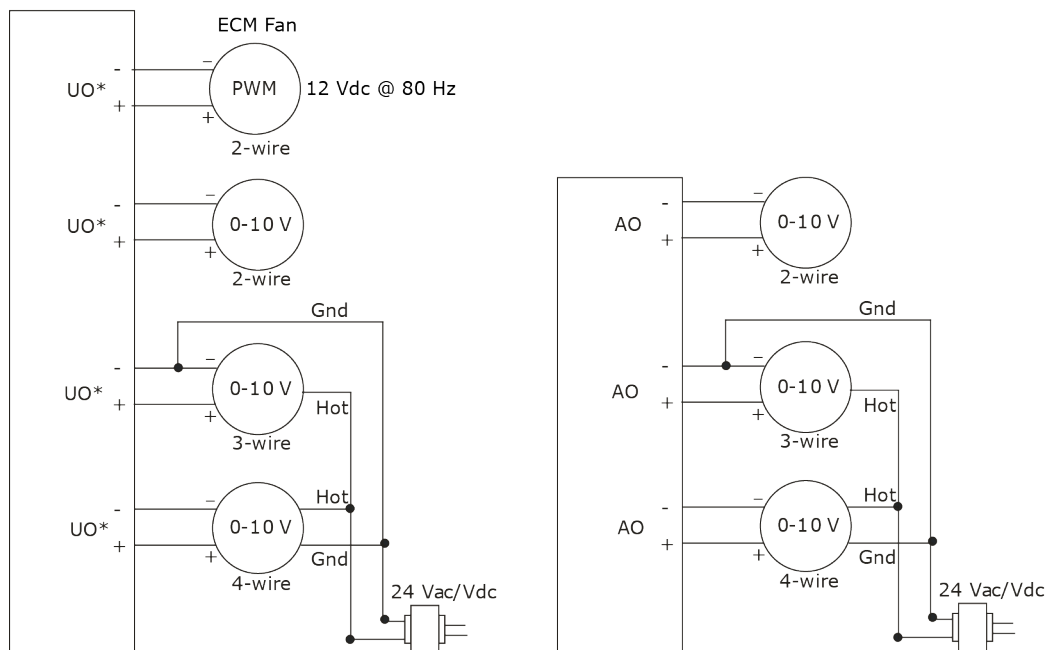 ECM Fan
-
UO*
+
−
PWM
+
12 Vdc @ 80 Hz
2-wire
-
UO*
+
−
0-10 V
+
2-wire
Gnd
-
UO*
+
−
0-10 V
+
Hot
3-wire
-
UO*
+
−
0-10 V
+
Hot
Gnd
4-wire
24 Vac/Vdc
-
AO
+
−
0-10 V
+
2-wire
Gnd
-
AO
+
−
0-10 V
+
Hot
3-wire
-
AO
+
−
0-10 V
+
Hot
Gnd
4-wire
24 Vac/Vdc